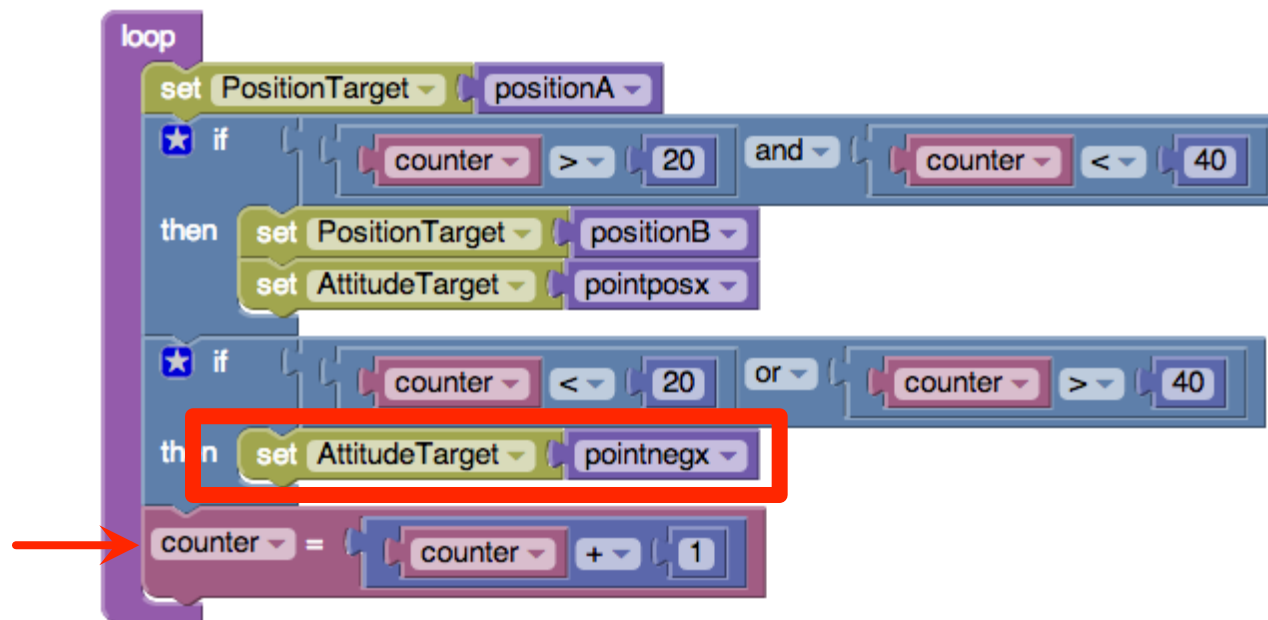 loop
set PositionTarget positionA
if counter > 20 and counter < 40
then set PositionTarget positionB
set AttitudeTarget pointposx
if counter < 20 or counter > 40
then set AttitudeTarget pointnegx
counter = counter + 1